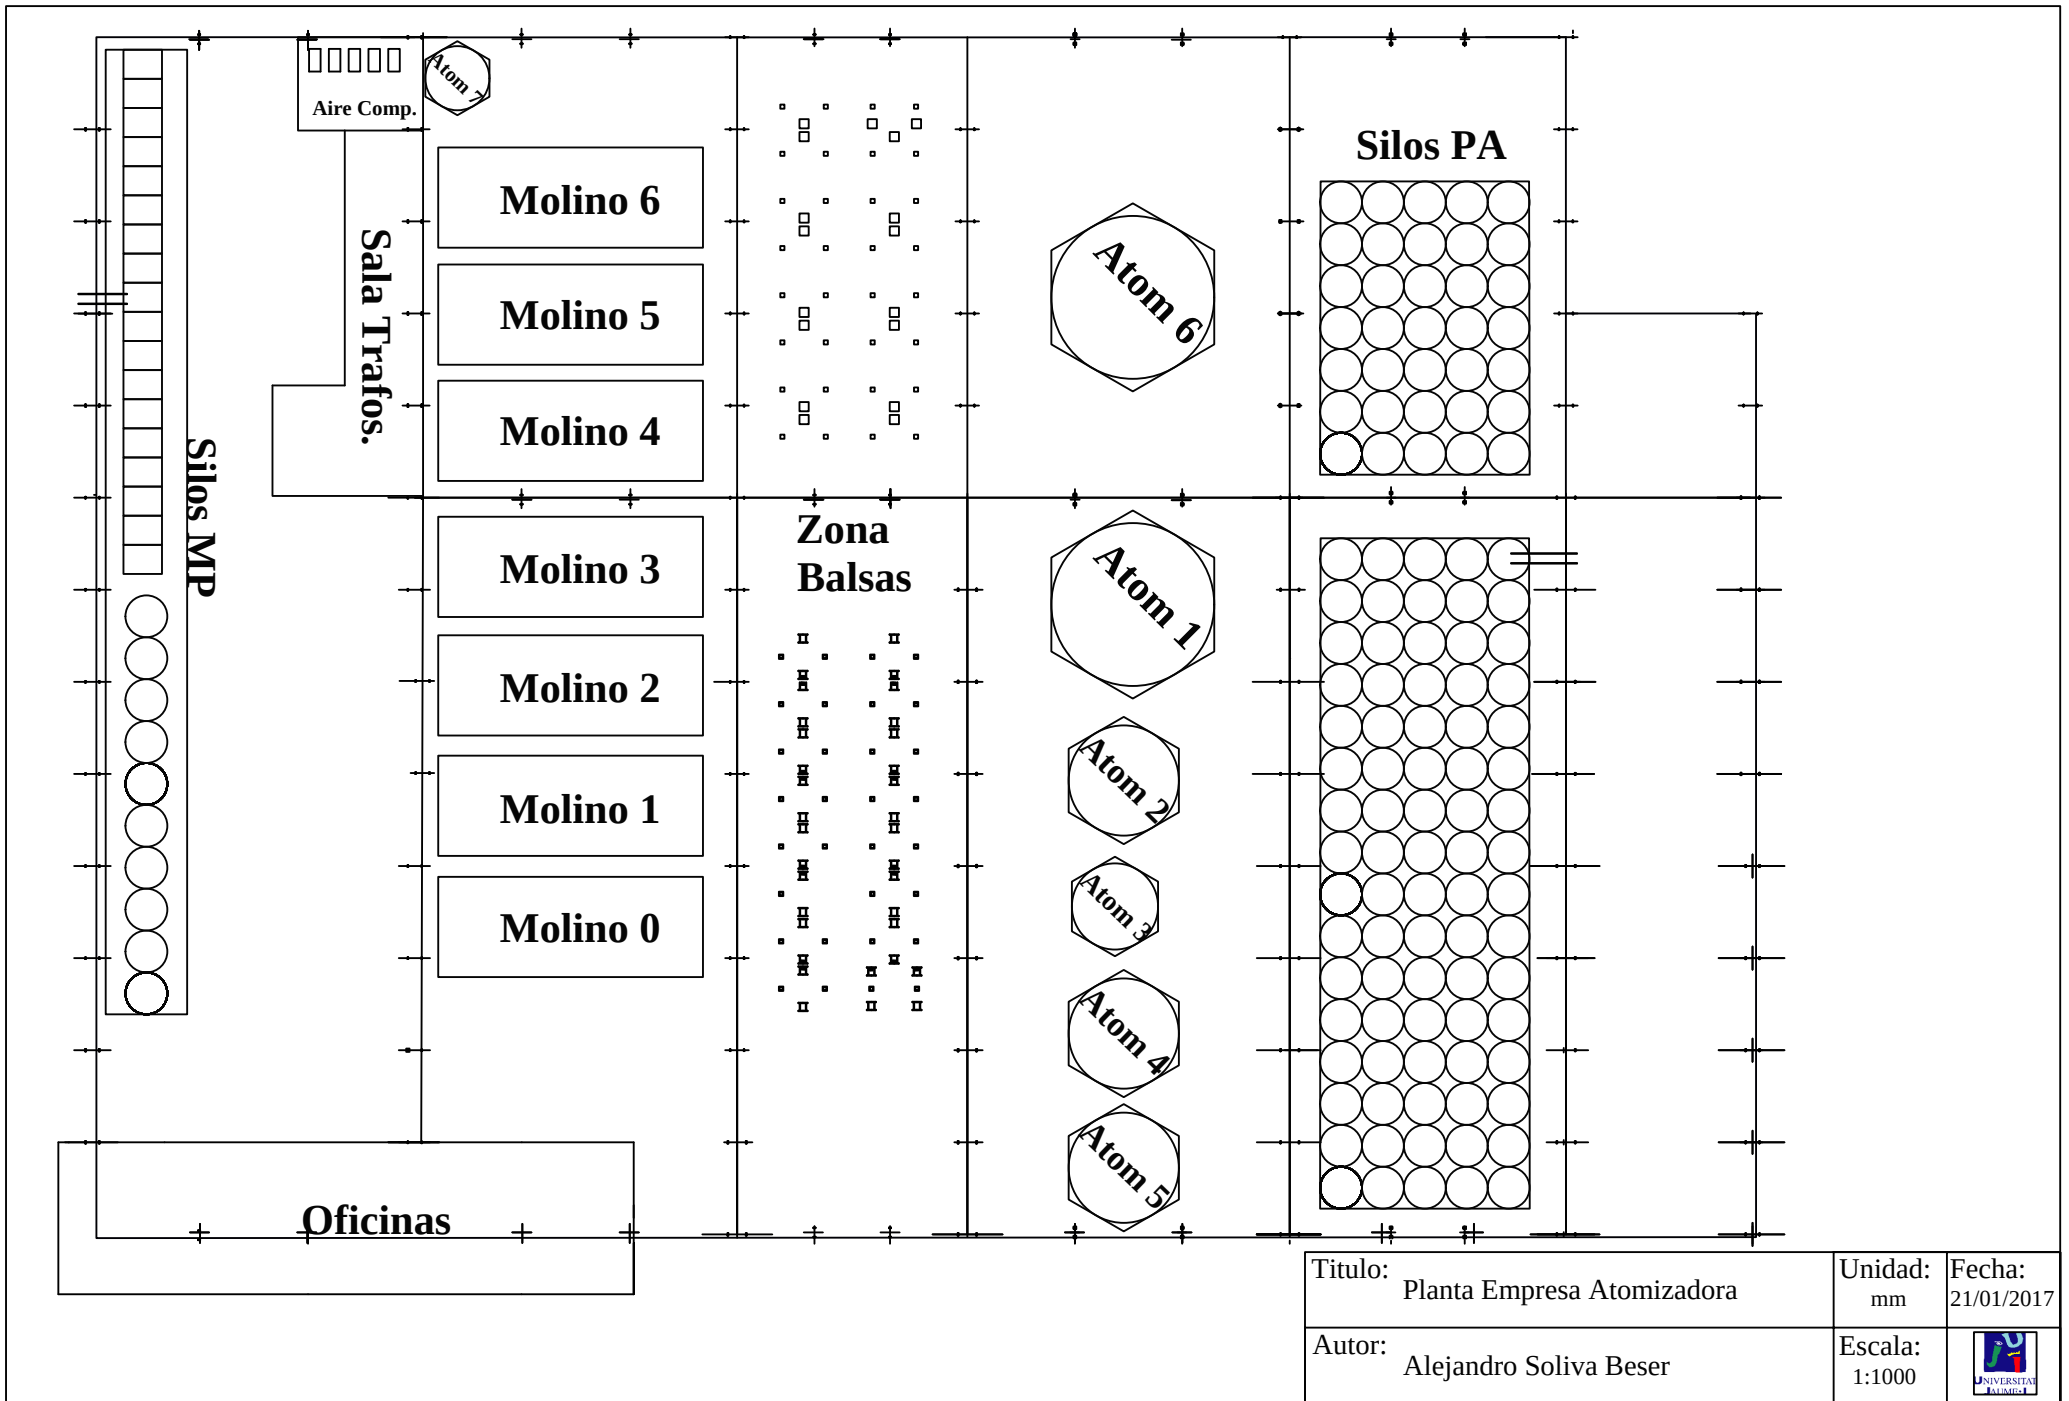 Aire Comp.
Atom 7
Silos PA
Molino 6
Sala Trafos.
Atom 6
Molino 5
Molino 4
Silos MP
Zona
Balsas
Molino 3
Atom 1
Molino 2
Atom 2
Molino 1
Atom 3
Molino 0
Atom 4
Atom 5
Oficinas
Titulo:
Planta Empresa Atomizadora
Unidad:
mm
Fecha:
21/01/2017
Autor:
Alejandro Soliva Beser
Escala:
1:1000
UNIVERSITAT
JAUME·I